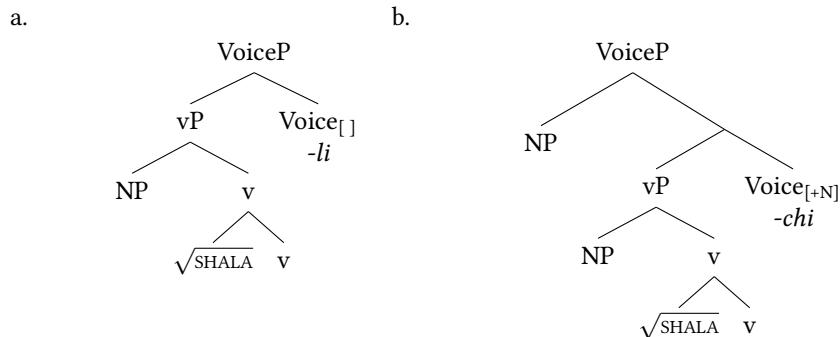 a.
VoiceP
vP Voice[ ]
-li
NP v
√SHALA v
b.
VoiceP
NP
vP Voice[+N]
-chi
NP v
√SHALA v